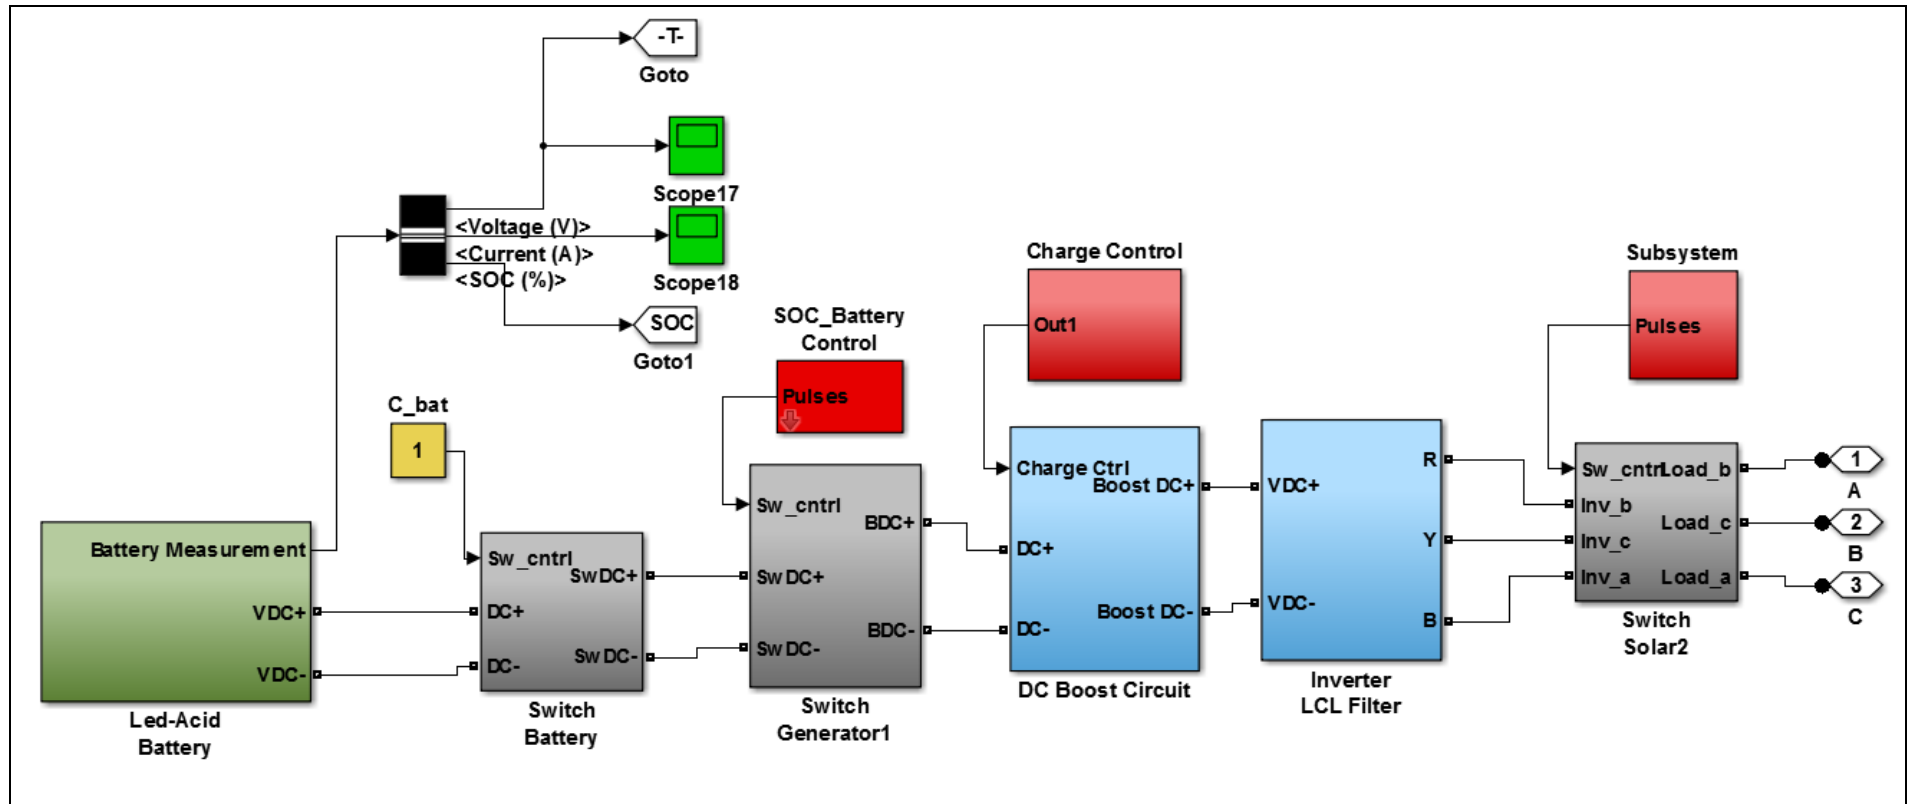 -T-
Goto
Scope17
<Voltage (V)>
<Current (A)>
<SOC (%)>
Scope18
SOC
Goto1
SOC_Battery
Control
Pulses
Charge Control
Out1
Subsystem
Pulses
C_bat
1
Battery Measurement
VDC+
VDC-
Led-Acid
Battery
Sw_cntrl
SwDC+
DC+
SwDC-
DC-
Switch
Battery
Sw_cntrl
BDC+
SwDC+
BDC-
SwDC-
Switch
Generator1
Charge Ctrl
Boost DC+
DC+
Boost DC-
DC-
DC Boost Circuit
R
VDC+
Y
VDC-
B
Inverter
LCL Filter
Sw_cntrl
Load_b
Inv_b
Load_c
Inv_c
Inv_a
Load_a
Switch
Solar2
1
A
2
B
3
C